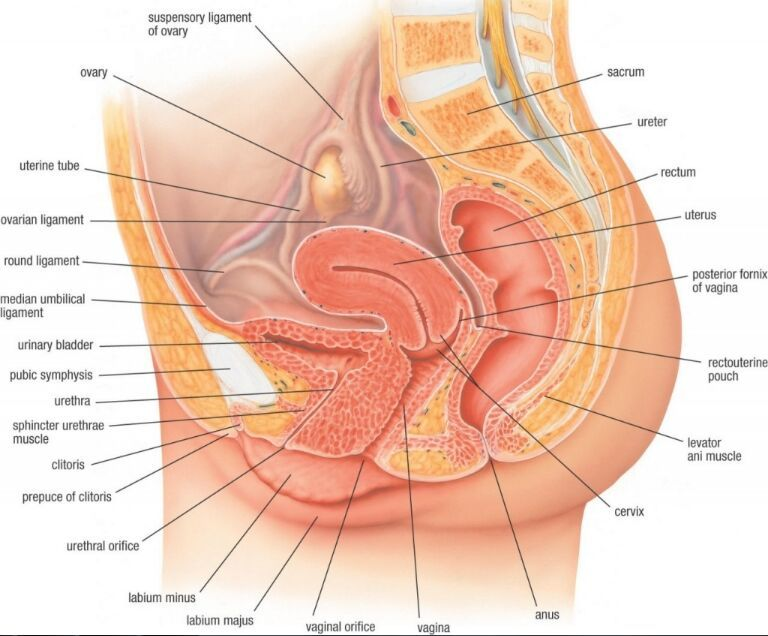 suspensory ligament
of ovary
ovary
uterine tube
ovarian ligament
round ligament
median umbilical
ligament
urinary bladder
pubic symphysis
urethra
sphincter urethrae
muscle
clitoris
prepuce of clitoris
urethral orifice
labium minus
labium majus
vaginal orifice
vagina
anus
cervix
levator
ani muscle
rectouterine
pouch
posterior fornix
of vagina
uterus
rectum
ureter
sacrum